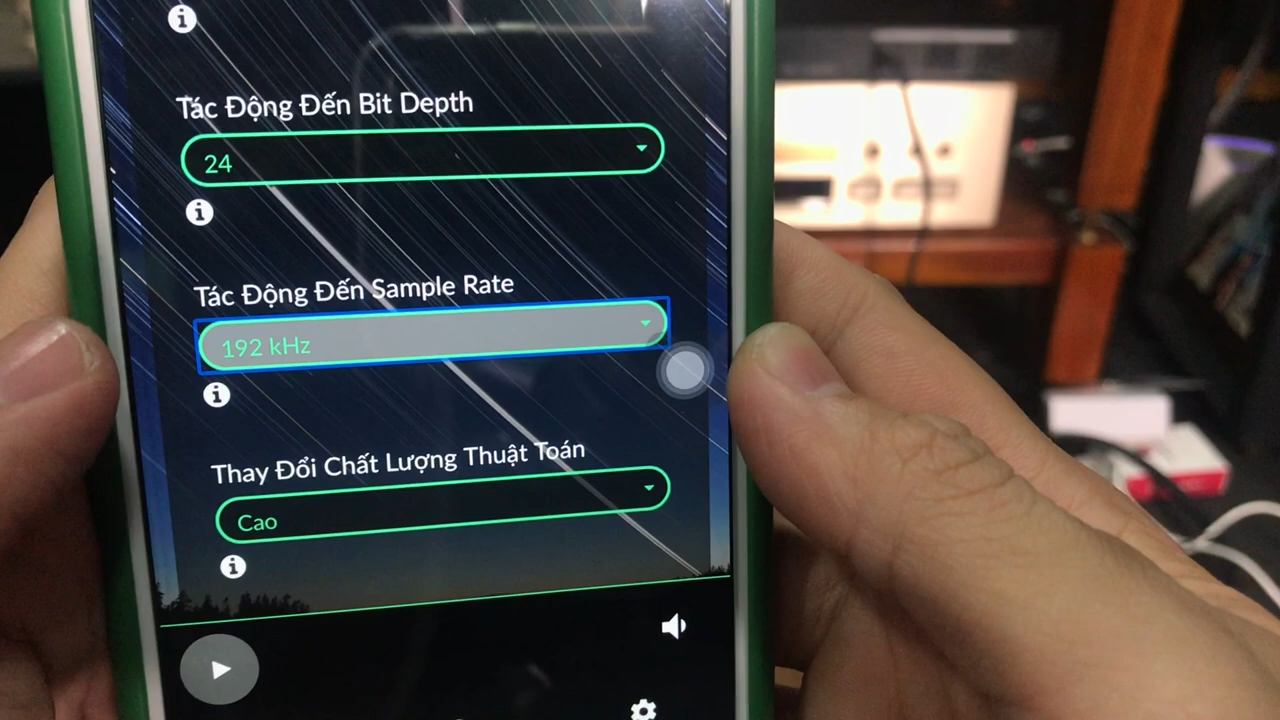 Tác Động Đến Bit Depth
24
Tác Động Đến Sample Rate
192 kHz
Thay Đổi Chất Lượng Thuật Toán
Cao